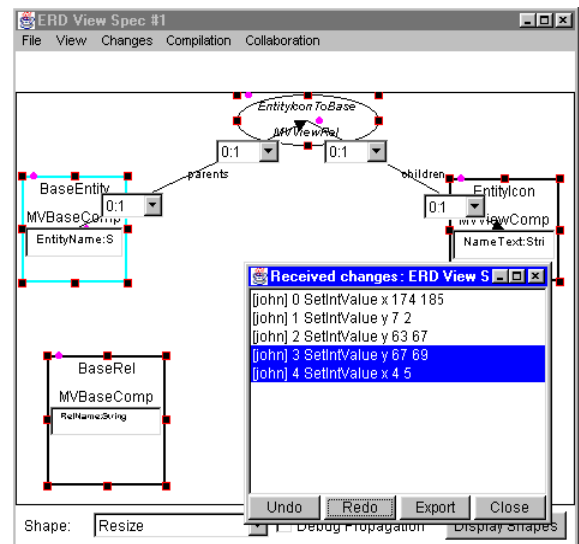 ERD View Spec #1
File View Changes Compilation Collaboration
EntityIconToBase
MVViewRel
0:1 0:1
parents children
BaseEntity EntityIcon
0:1 0:1
MVBaseComp MVViewComp
EntityName:S NameText:Stri
Received changes: ERD View S
[john] 0 SetIntValue x 174 185
[john] 1 SetIntValue y 7 2
[john] 2 SetIntValue y 63 67
[john] 3 SetIntValue y 67 69
[john] 4 SetIntValue x 4 5
BaseRel
MVBaseComp
RelName:String
Undo Redo Export Close
Shape: Resize Debug Propagation Display Shapes